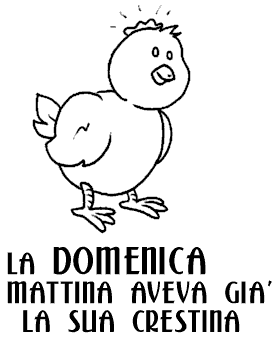 LA DOMENICA
MATTINA AVEVA GIA'
LA SUA CRESTINA